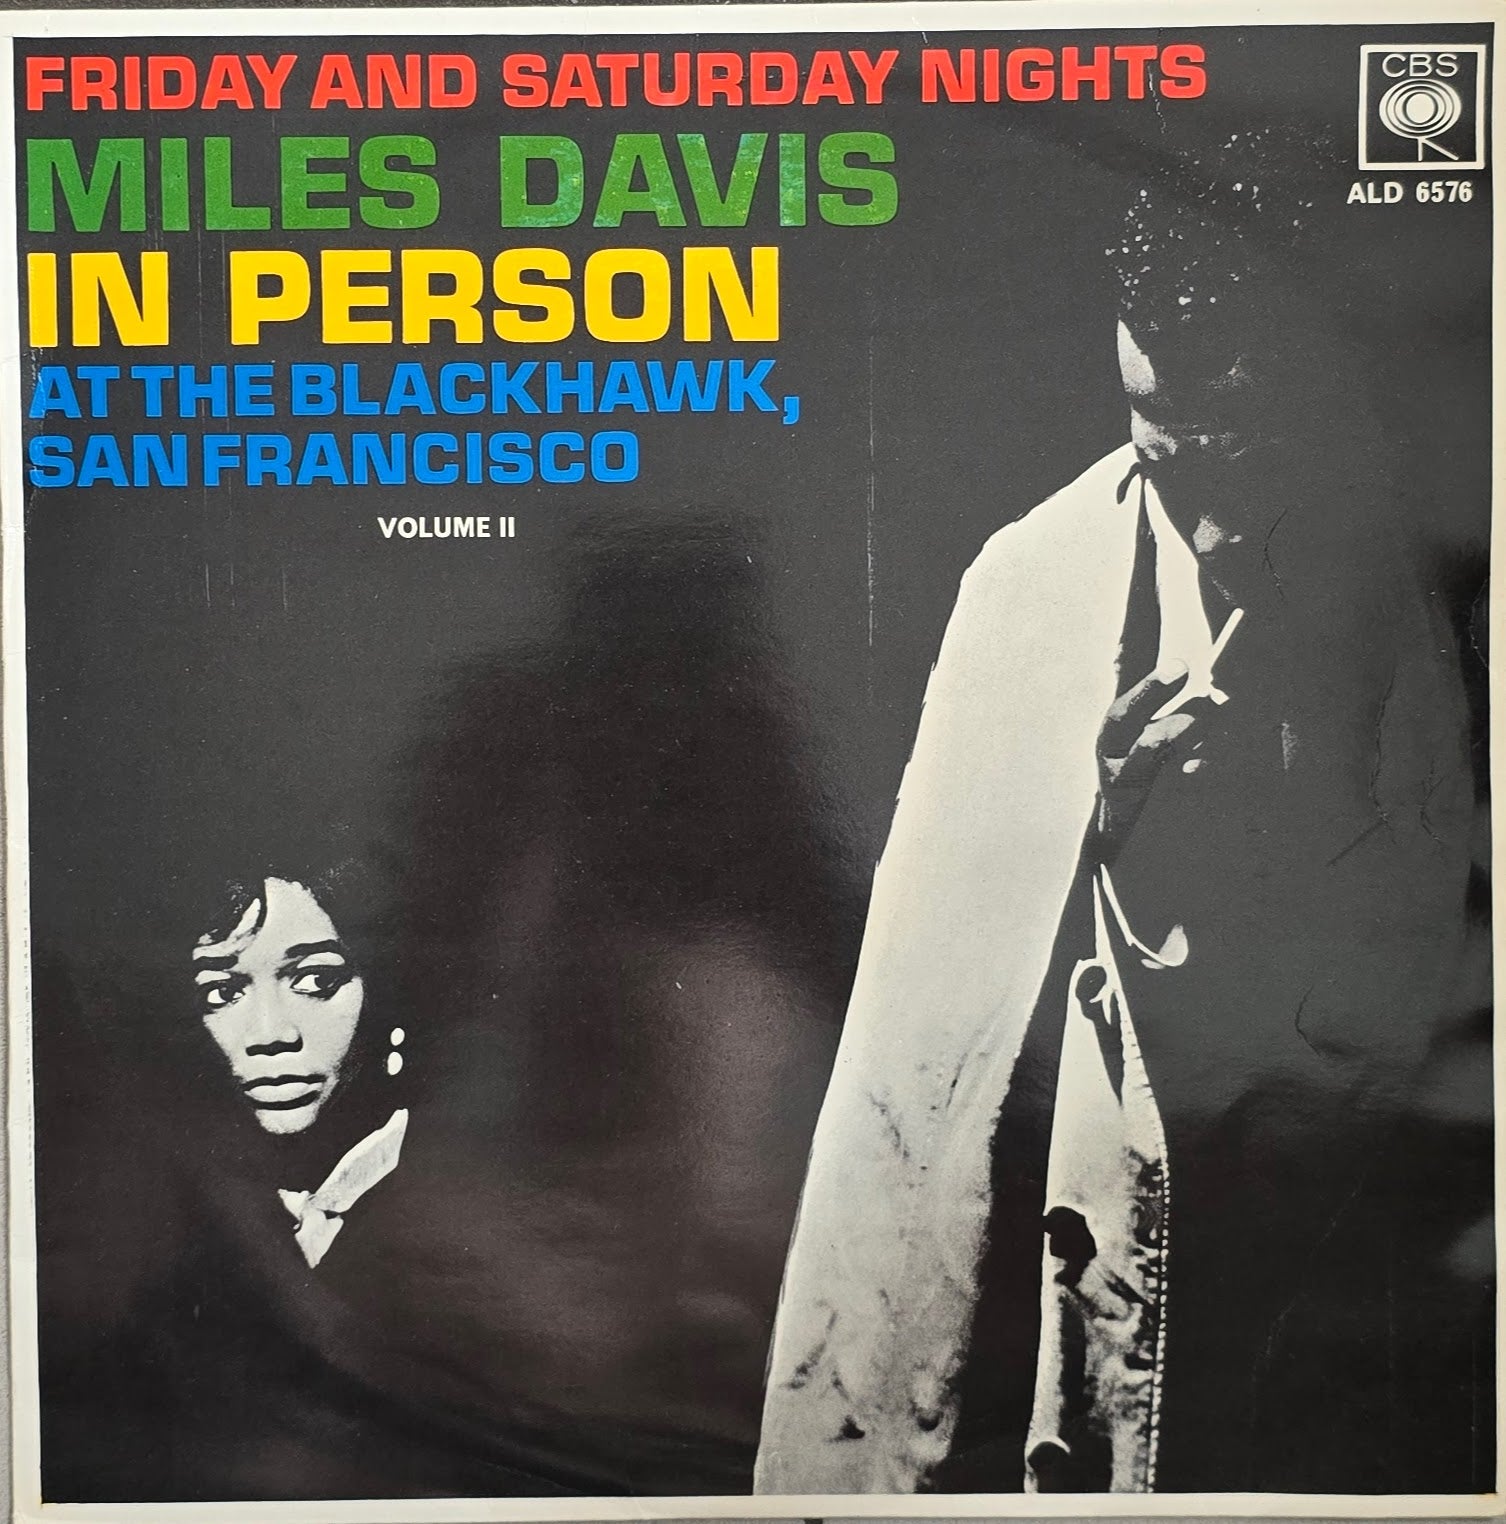 FRIDAY AND SATURDAY NIGHTS
MILES DAVIS
IN PERSON
AT THE BLACKHAWK,
SAN FRANCISCO
VOLUME II
CBS
ALD 6576